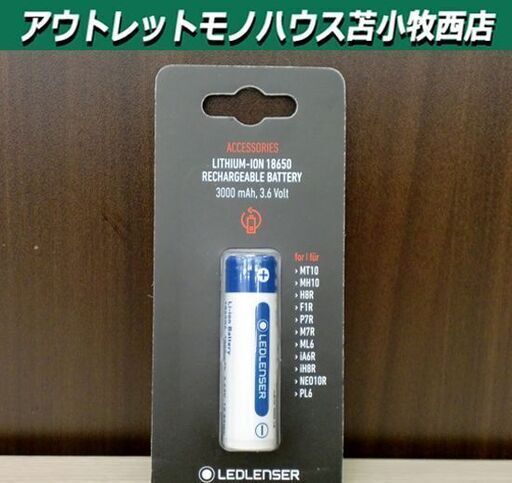 アウトレットモノハウス苫小牧西店
ACCESSORIES
LITHIUM-ION 18650
RECHARGEABLE BATTERY
3000 mAh, 3.6 Volt
for | für
> MT10
> MH10
> H8R
> F1R
> P7R
> M7R
> ML6
> iA6R
> iH8R
> NEO10R
> PL6
Li-ion Battery
LEDLENSER
LEDLENSER